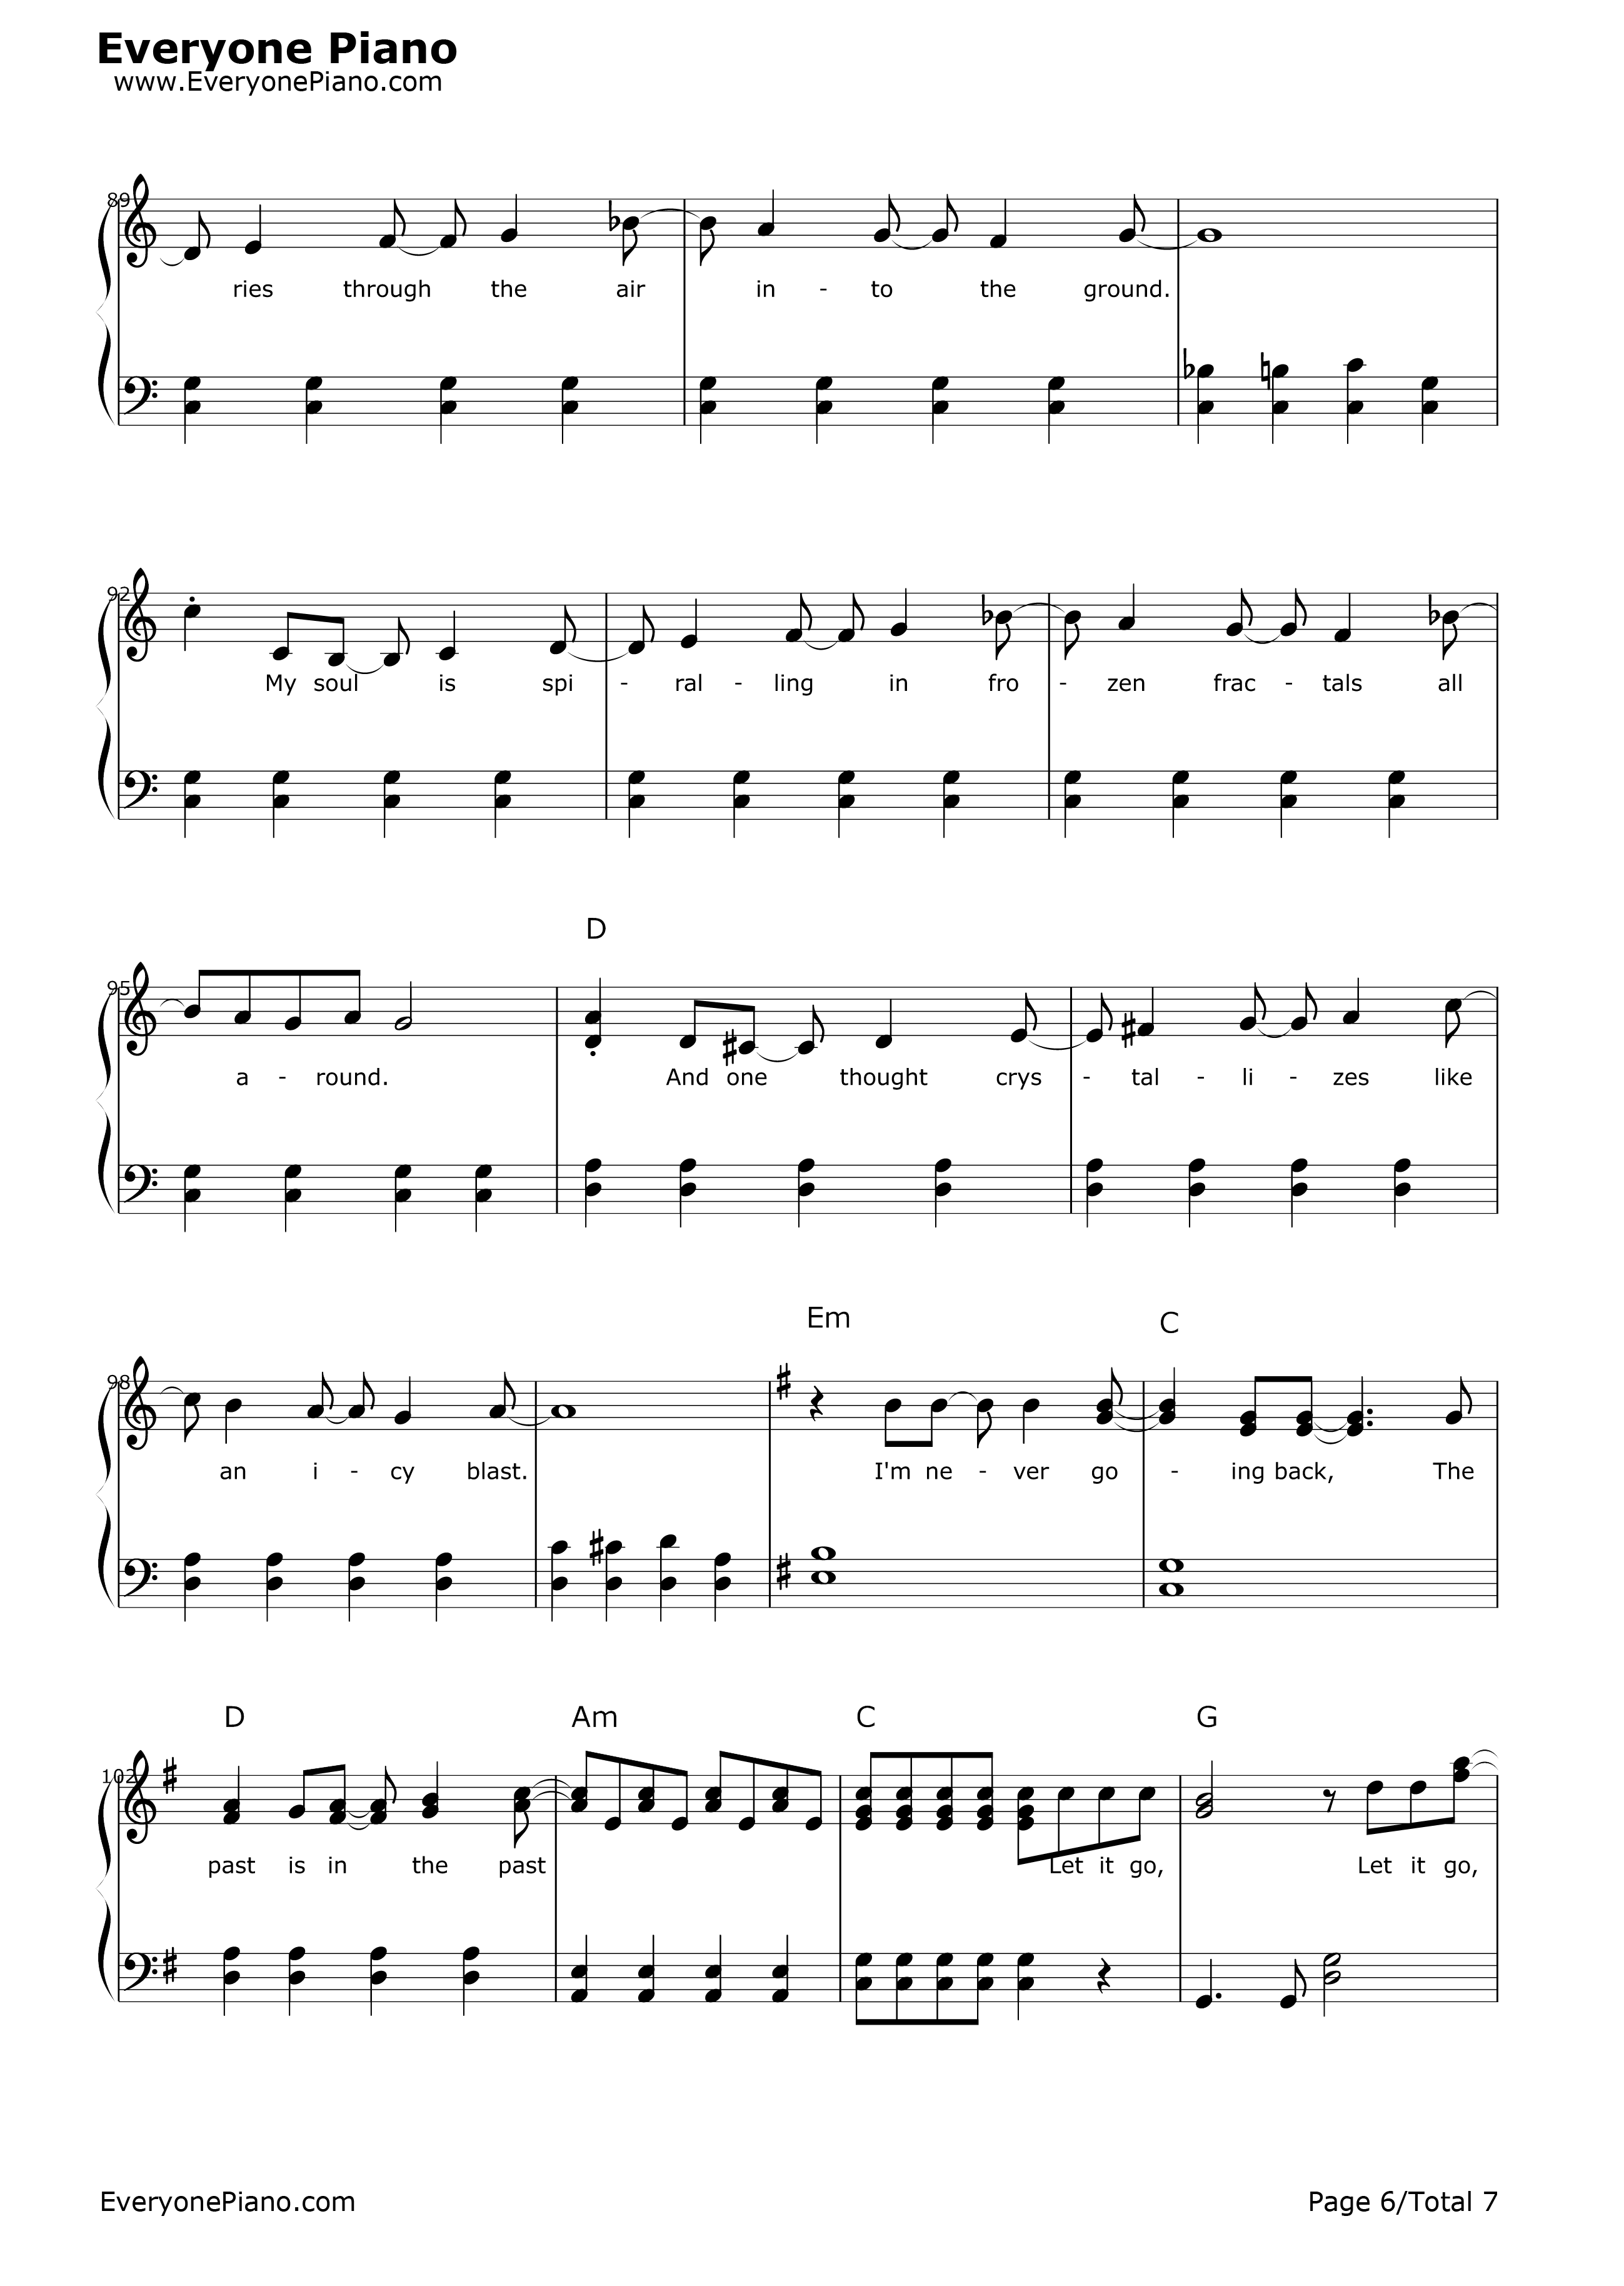 Everyone Piano
www.EveryonePiano.com
89
ries through the air in - to the ground.
92
My soul is spi - ral - ling in fro - zen frac - tals all
D
95
a - round. And one thought crys - tal - li - zes like
Em C
98
an i - cy blast. I'm ne - ver go - ing back, The
D Am C G
102
past is in the past Let it go, Let it go,
EveryonePiano.com Page 6/Total 7